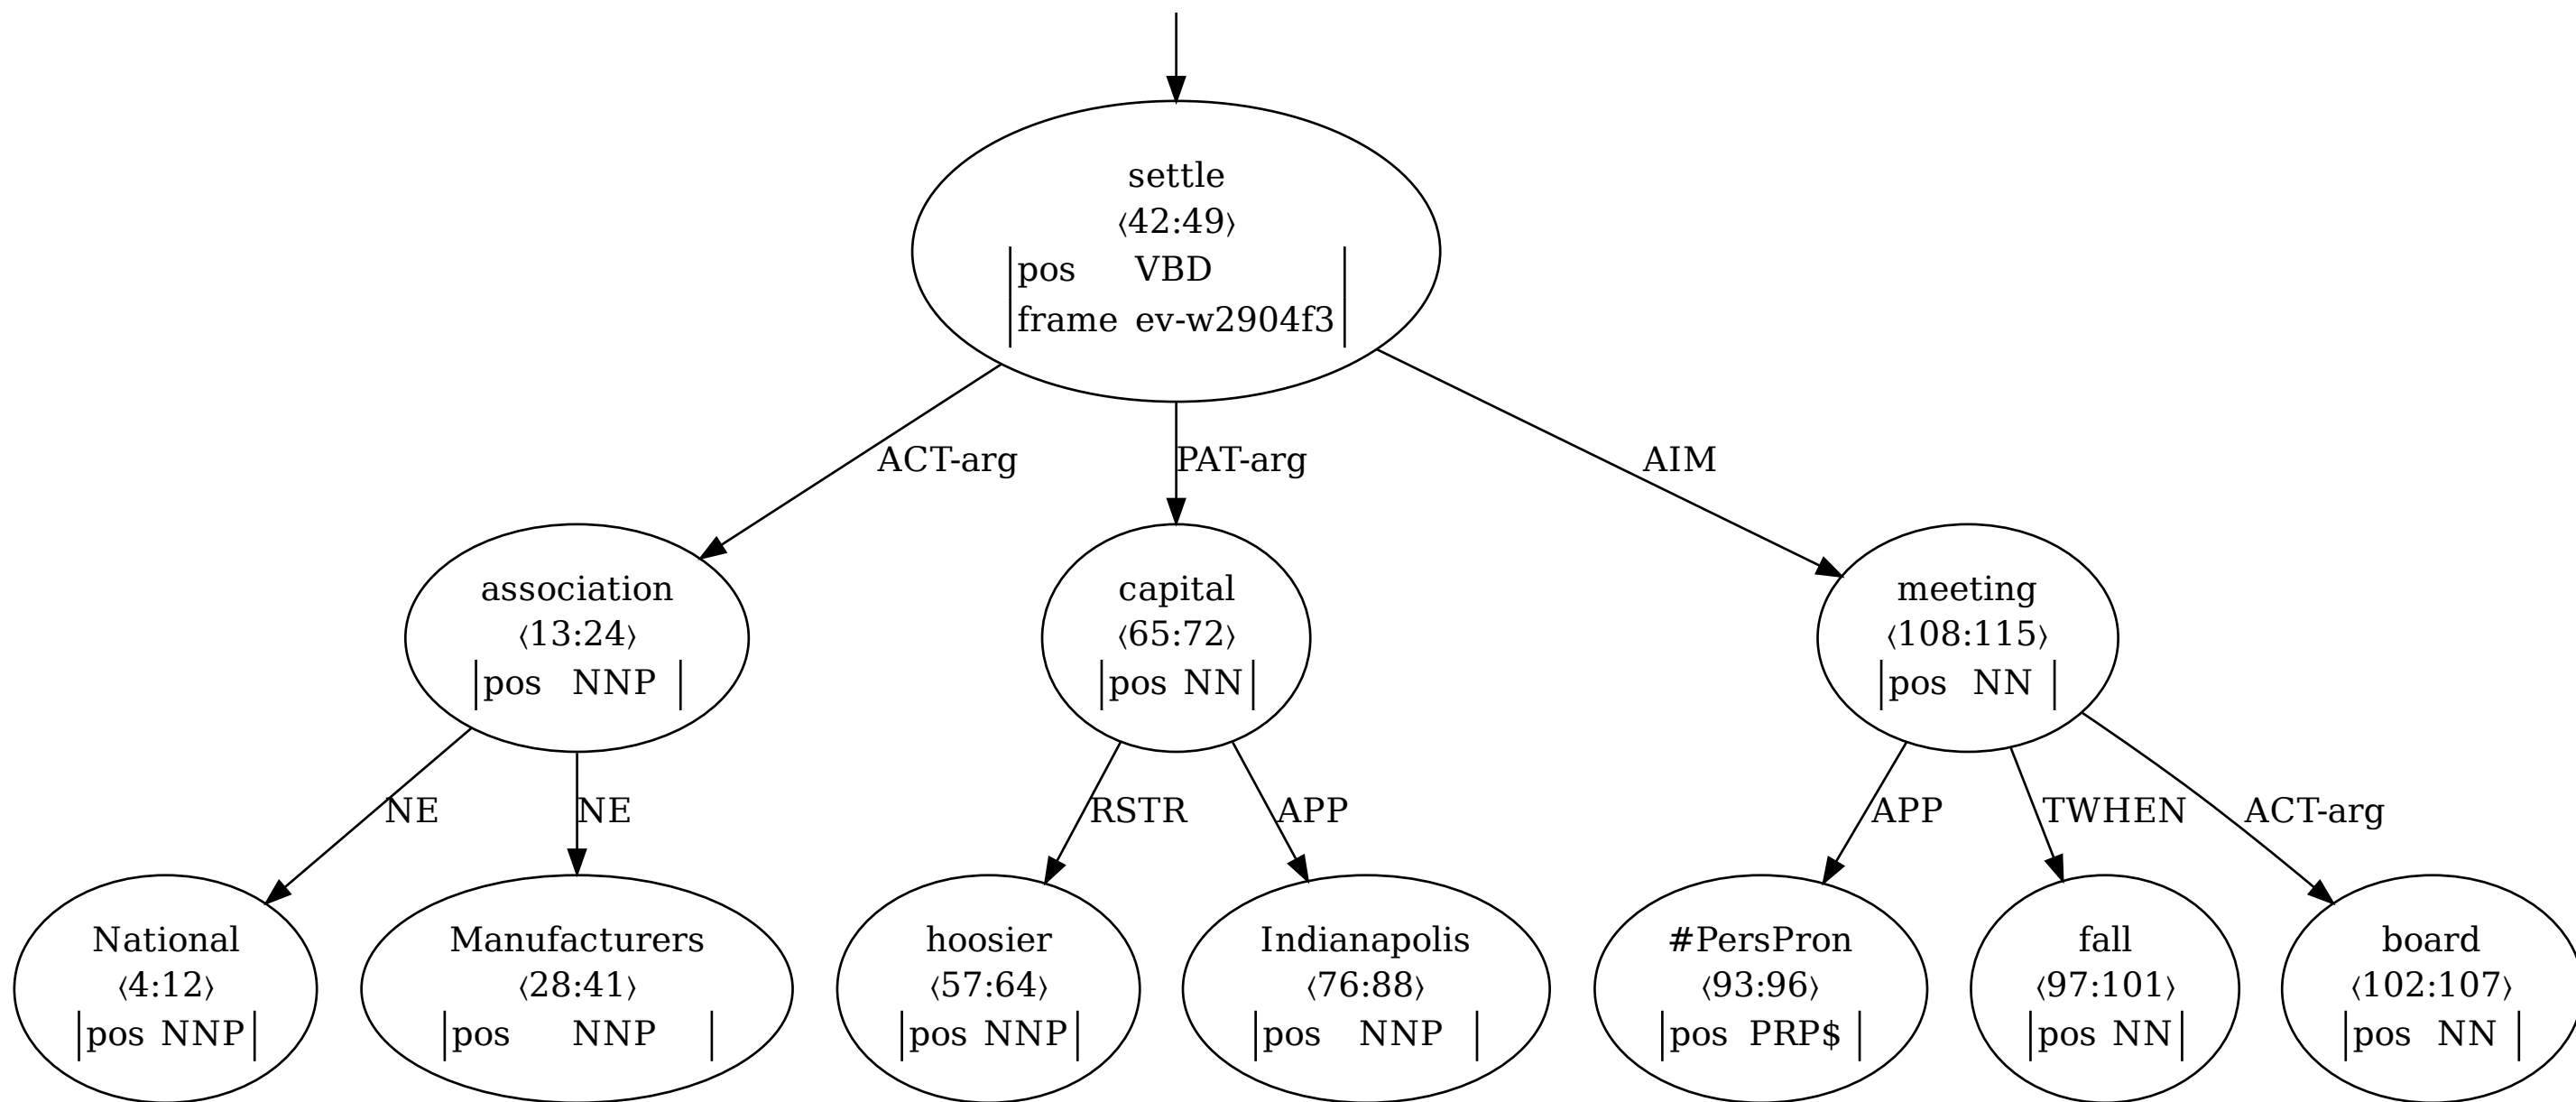 settle
⟨42:49⟩
pos VBD
frame ev-w2904f3
ACT-arg
PAT-arg
AIM
association
⟨13:24⟩
pos NNP
capital
⟨65:72⟩
pos NN
meeting
⟨108:115⟩
pos NN
NE
NE
RSTR
APP
APP
TWHEN
ACT-arg
National
⟨4:12⟩
pos NNP
Manufacturers
⟨28:41⟩
pos NNP
hoosier
⟨57:64⟩
pos NNP
Indianapolis
⟨76:88⟩
pos NNP
#PersPron
⟨93:96⟩
pos PRP$
fall
⟨97:101⟩
pos NN
board
⟨102:107⟩
pos NN